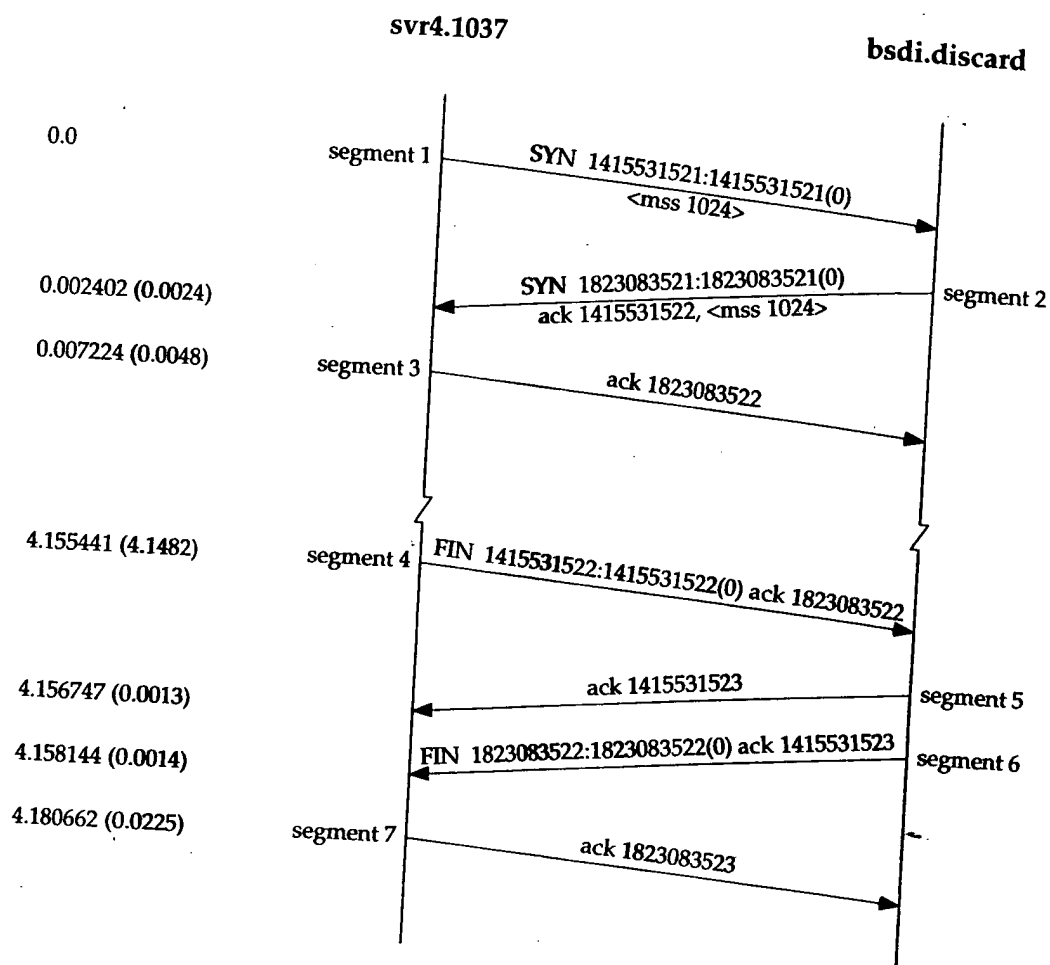 svr4.1037
bsdi.discard
0.0
segment 1
SYN 1415531521:1415531521(0)
<mss 1024>
0.002402 (0.0024)
SYN 1823083521:1823083521(0)
ack 1415531522, <mss 1024>
segment 2
0.007224 (0.0048)
segment 3
ack 1823083522
4.155441 (4.1482)
segment 4
FIN 1415531522:1415531522(0) ack 1823083522
4.156747 (0.0013)
ack 1415531523
segment 5
4.158144 (0.0014)
FIN 1823083522:1823083522(0) ack 1415531523
segment 6
4.180662 (0.0225)
segment 7
ack 1823083523